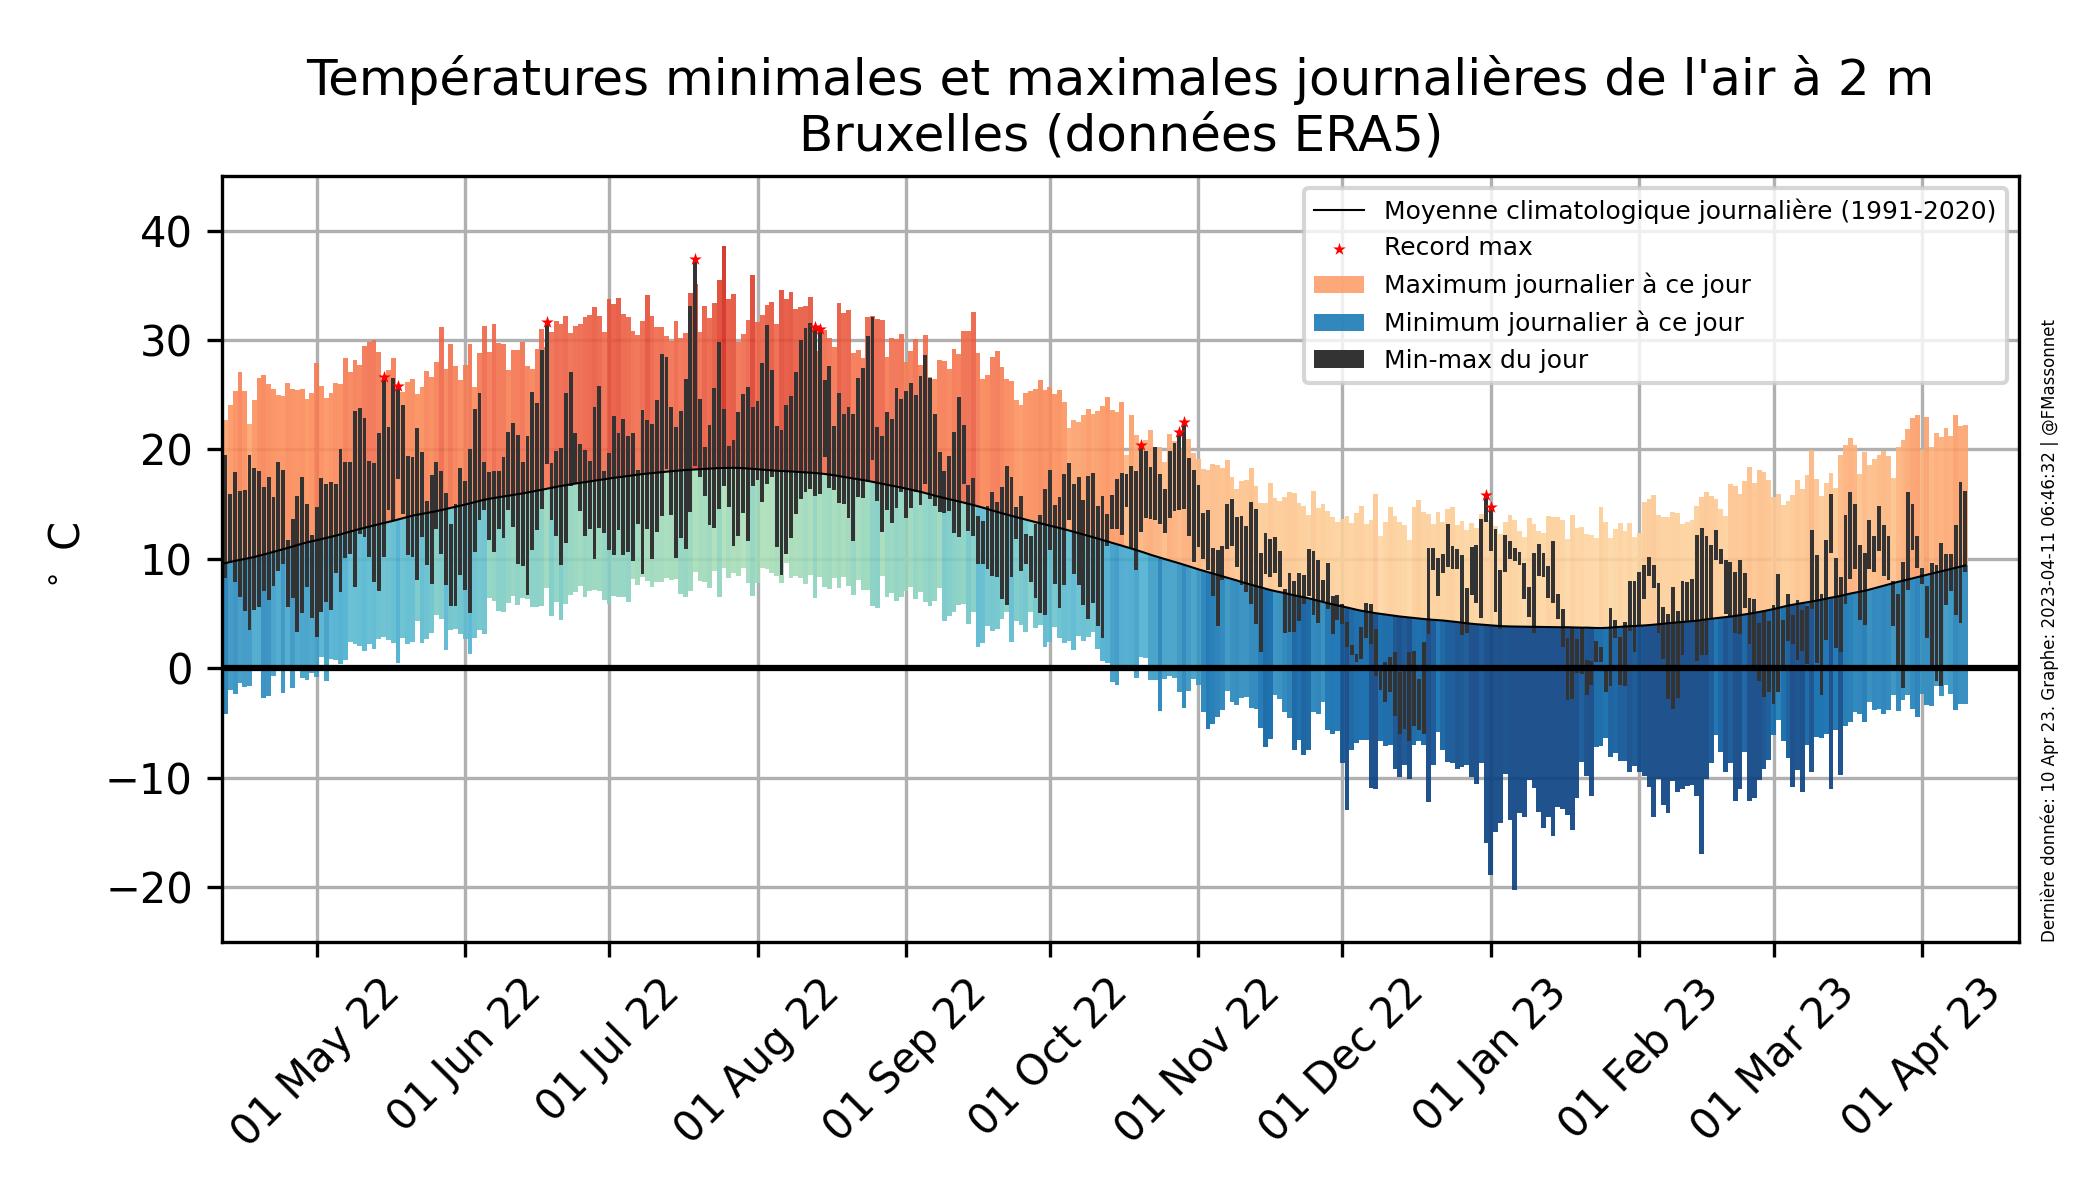 Températures minimales et maximales journalières de l'air à 2 m
Bruxelles (données ERA5)
Moyenne climatologique journalière (1991-2020)
Record max
Maximum journalier à ce jour
Minimum journalier à ce jour
Min-max du jour
40
30
20
10
0
−10
−20
° C
01 May 22
01 Jun 22
01 Jul 22
01 Aug 22
01 Sep 22
01 Oct 22
01 Nov 22
01 Dec 22
01 Jan 23
01 Feb 23
01 Mar 23
01 Apr 23
Dernière donnée: 10 Apr 23. Graphe: 2023-04-11 06:46:32 | @FMassonnet